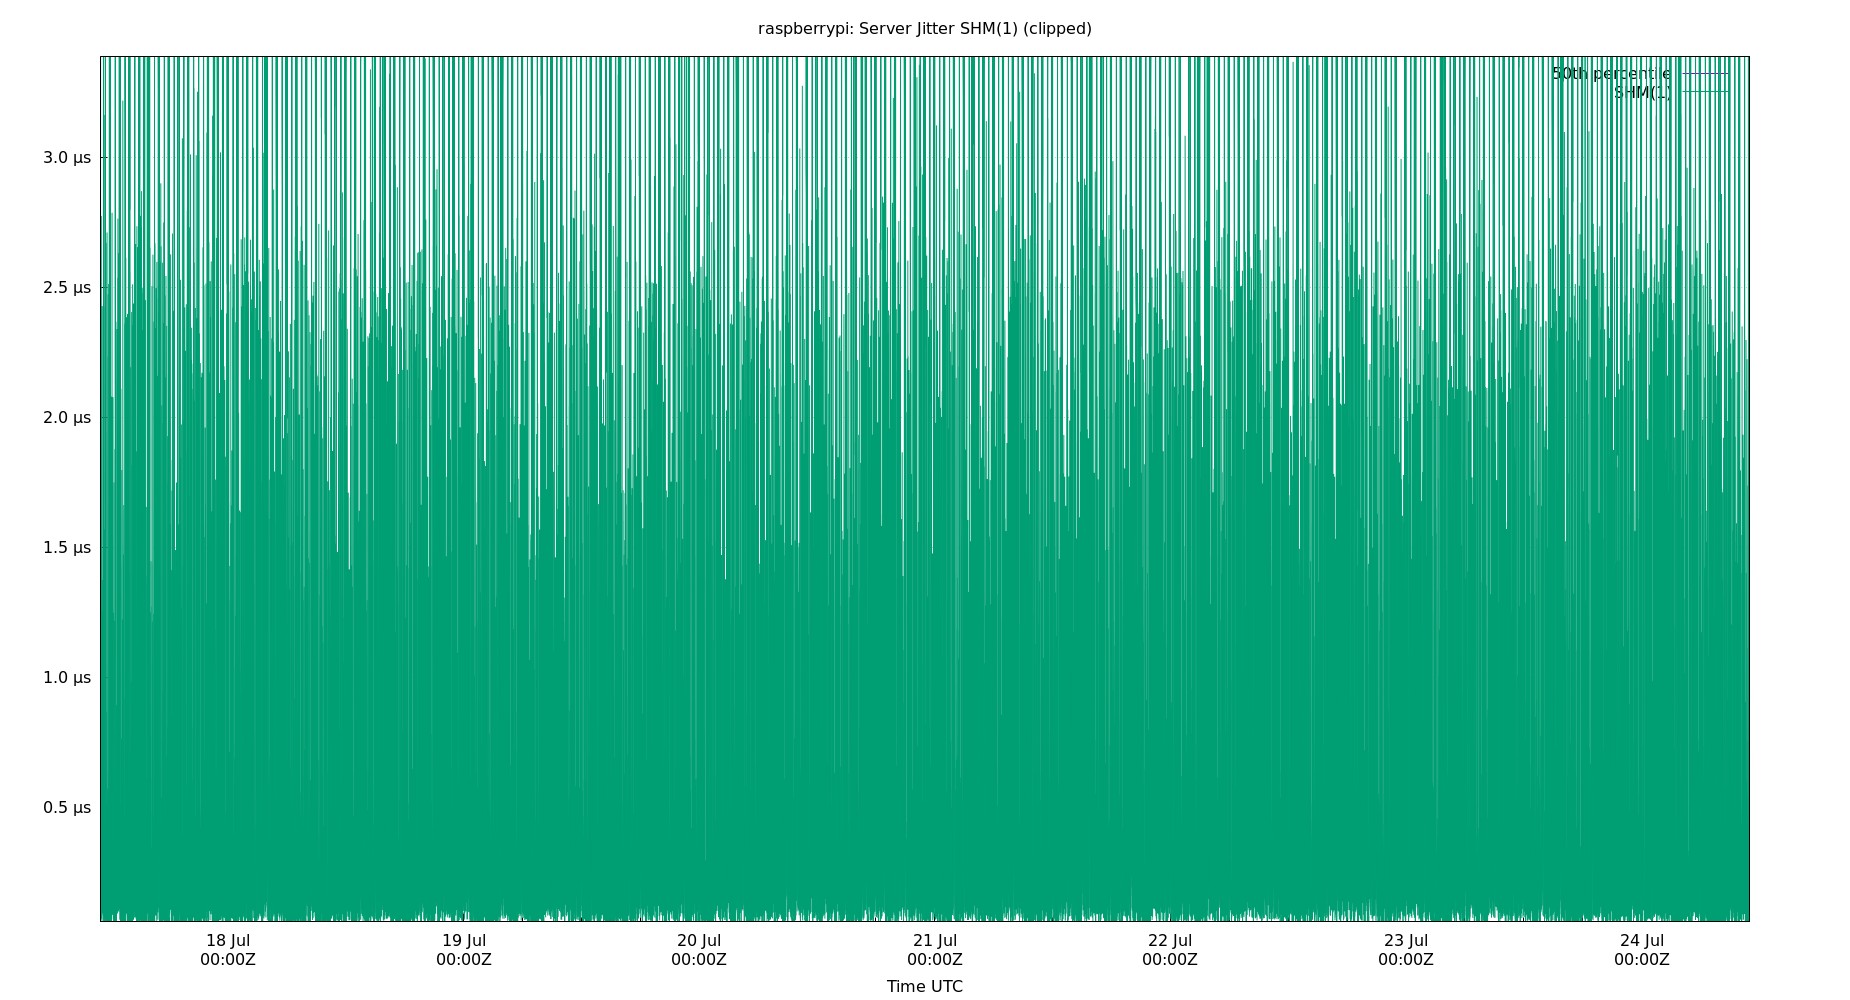 raspberrypi: Server Jitter SHM(1) (clipped)
50th percentile
SHM(1)
3.0 µs
2.5 µs
2.0 µs
1.5 µs
1.0 µs
0.5 µs
18 Jul 19 Jul 20 Jul 21 Jul 22 Jul 23 Jul 24 Jul
00:00Z 00:00Z 00:00Z 00:00Z 00:00Z 00:00Z 00:00Z
Time UTC